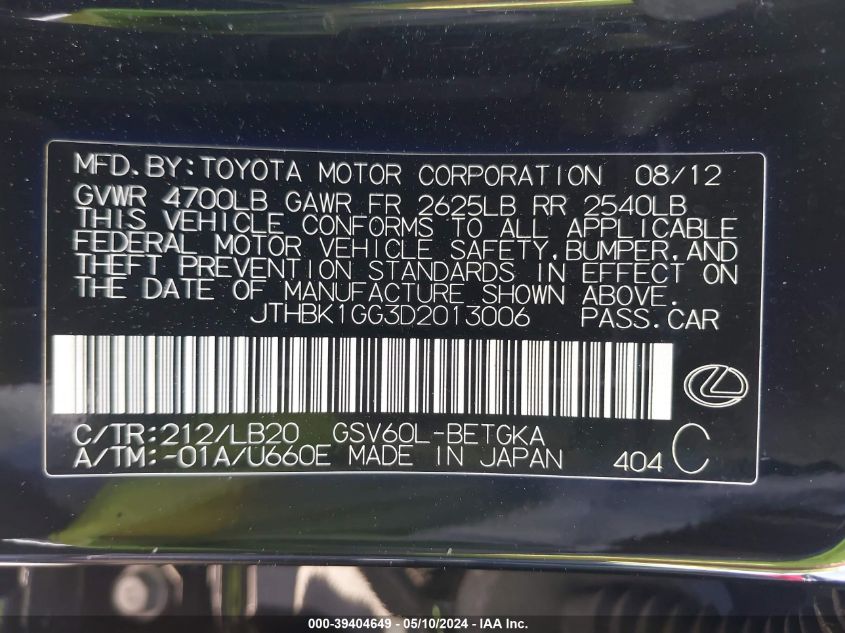 MFD.BY:TOYOTA MOTOR CORPORATION 08/12
GVWR 4700LB GAWR FR 2625LB RR 2540LB
THIS VEHICLE CONFORMS TO ALL APPLICABLE
FEDERAL MOTOR VEHICLE SAFETY,BUMPER,AND
THEFT PREVENTION STANDARDS IN EFFECT ON
THE DATE OF MANUFACTURE SHOWN ABOVE.
JTHBK1GG3D2013006 PASS.CAR
C/TR:212/LB20 GSV60L-BETGKA
A/TM:-01A/U660E MADE IN JAPAN 404 C
000-39404649 - 05/10/2024 - IAA Inc.